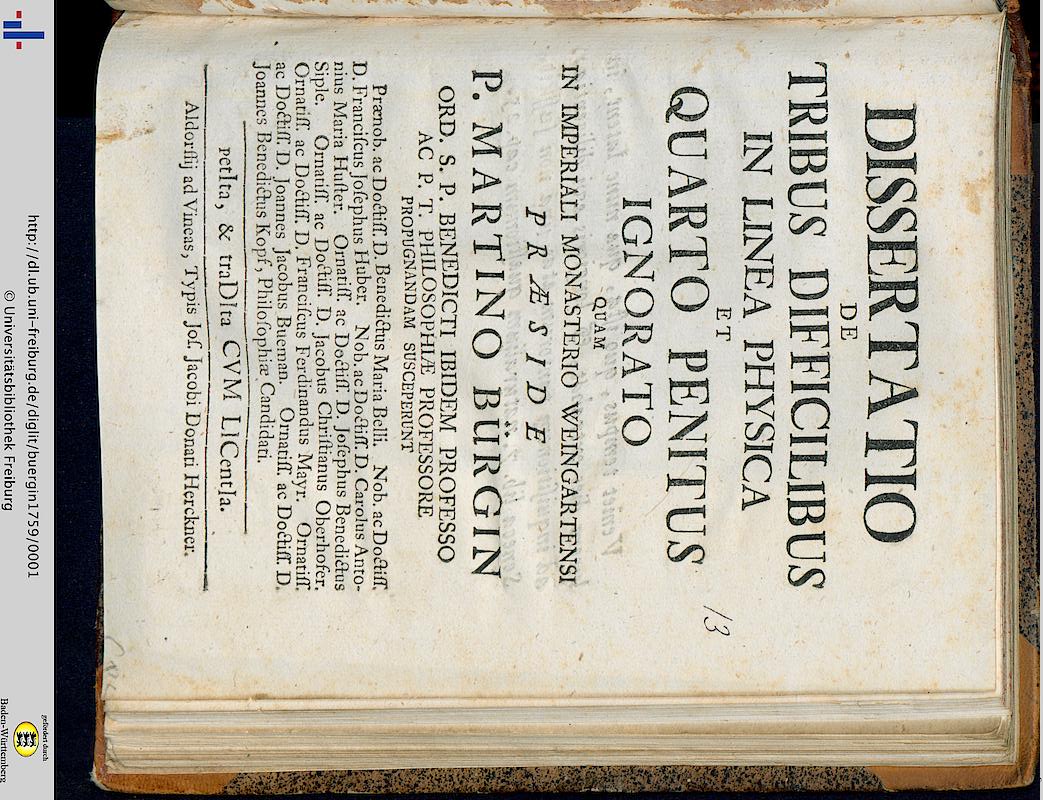 DISSERTATIO
DE
TRIBUS DIFFICILIBUS
IN LINEA PHYSICA
ET
QUARTO PENITUS
IGNORATO
QUAM
IN IMPERIALI MONASTERIO WEINGARTENSI
PRÆSIDE
P. MARTINO BÜRGIN
ORD. S. P. BENEDICTI IBIDEM PROFESSO
AC P. T. PHILOSOPHIÆ PROFESSORE
PROPUGNANDAM SUSCEPERUNT
Prænob. ac Doctiſſ. D. Benedictus Maria Belli. Nob. ac Doctiſſ.
D. Franciſcus Joſephus Huber. Nob. ac Doctiſſ. D. Carolus Anto-
nius Maria Huſter. Ornatiſſ. ac Doctiſſ. D. Joſephus Benedictus
Siple. Ornatiſſ. ac Doctiſſ. D. Jacobus Chriſtianus Oberhofer.
Ornatiſſ. ac Doctiſſ. D. Franciſcus Ferdinandus Mayr. Ornatiſſ.
ac Doctiſſ. D. Joannes Jacobus Bueman. Ornatiſſ. ac Doctiſſ. D.
Joannes Benedictus Kopf, Philoſophiæ Candidati.
petIta, & traDIta CVM LICentIa.
Aldorffij ad Vineas, Typis Joſ. Jacobi Donati Herckner.
13
http://dl.ub.uni-freiburg.de/diglit/buergin1759/0001
© Universitätsbibliothek Freiburg
gefördert durch
Baden-Württemberg